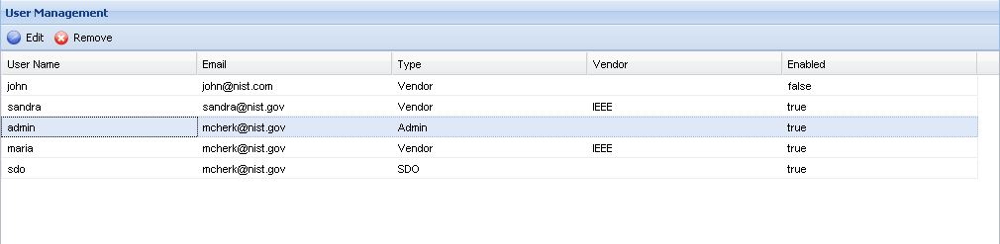 User Management
Edit Remove
User Name Email Type Vendor Enabled
john john@nist.com Vendor false
sandra sandra@nist.gov Vendor IEEE true
admin mcherk@nist.gov Admin true
maria mcherk@nist.gov Vendor IEEE true
sdo mcherk@nist.gov SDO true